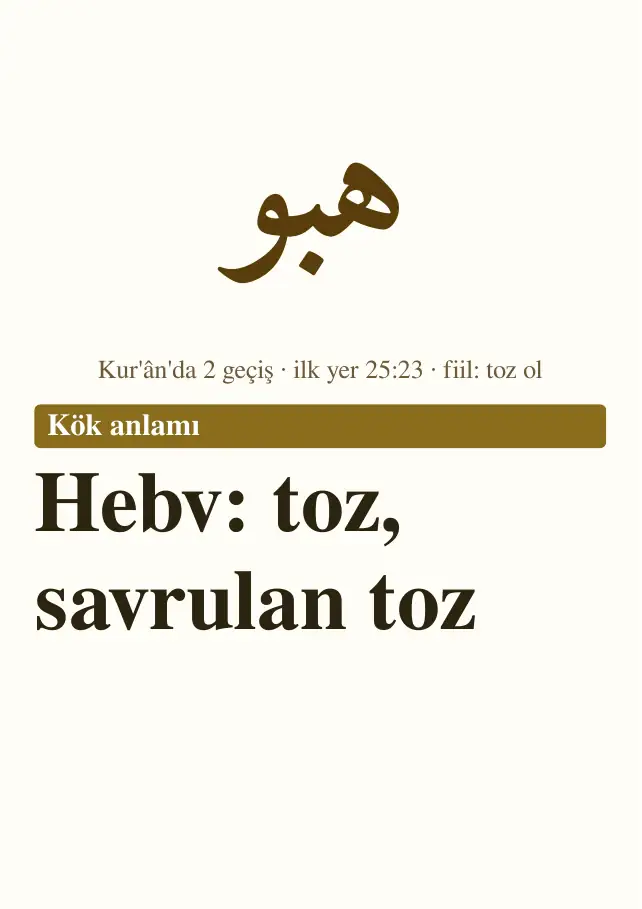 هبو
Kur'ân'da 2 geçiş · ilk yer 25:23 · fiil: toz ol
Kök anlamı
Hebv: toz,
savrulan toz